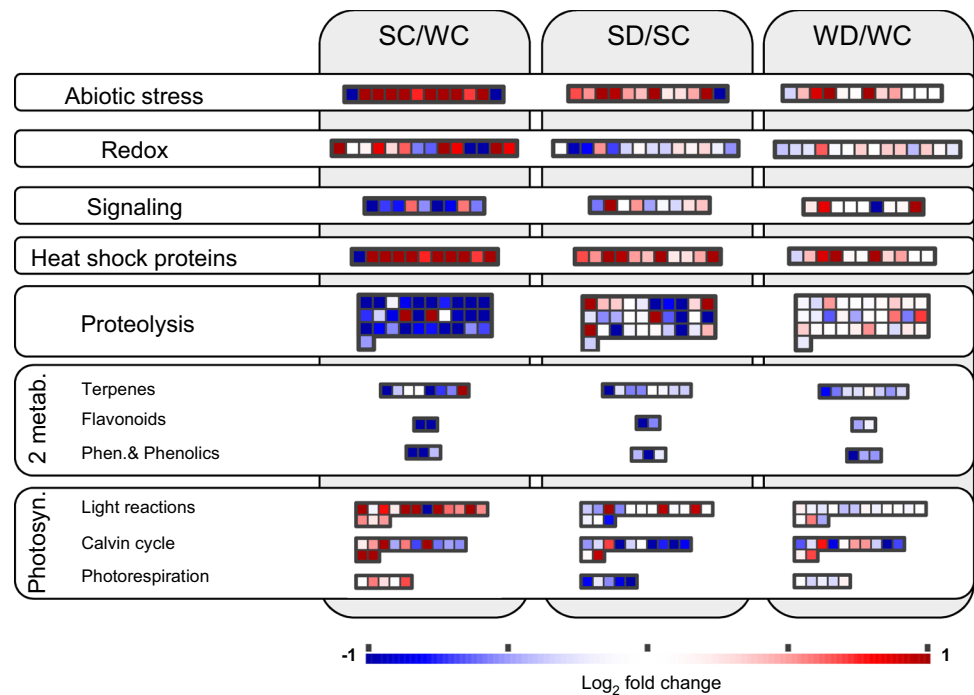 SC/WC SD/SC WD/WC
Abiotic stress
Redox
Signaling
Heat shock proteins
Proteolysis
2 metab.
Terpenes
Flavonoids
Phen.& Phenolics
Photosyn.
Light reactions
Calvin cycle
Photorespiration
-1 1
Log₂ fold change